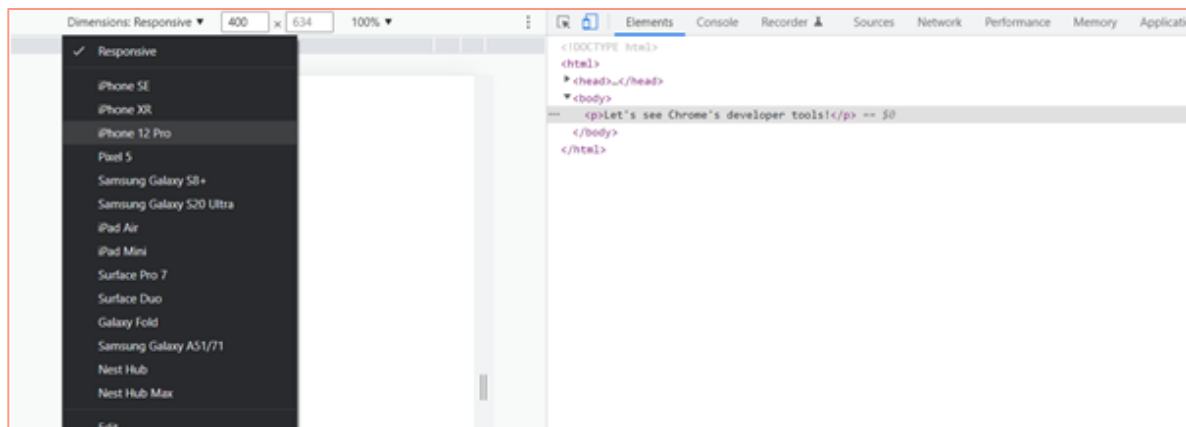 Dimensions: Responsive ▼ 400 × 634 100% ▼
Responsive
iPhone SE
iPhone XR
iPhone 12 Pro
Pixel 5
Samsung Galaxy S8+
Samsung Galaxy S20 Ultra
iPad Air
iPad Mini
Surface Pro 7
Surface Duo
Galaxy Fold
Samsung Galaxy A51/71
Nest Hub
Nest Hub Max
Elements Console Recorder Sources Network Performance Memory
<!DOCTYPE html>
<html>
▶<head>…</head>
▼<body>
<p>Let's see Chrome's developer tools!</p> == $0
</body>
</html>